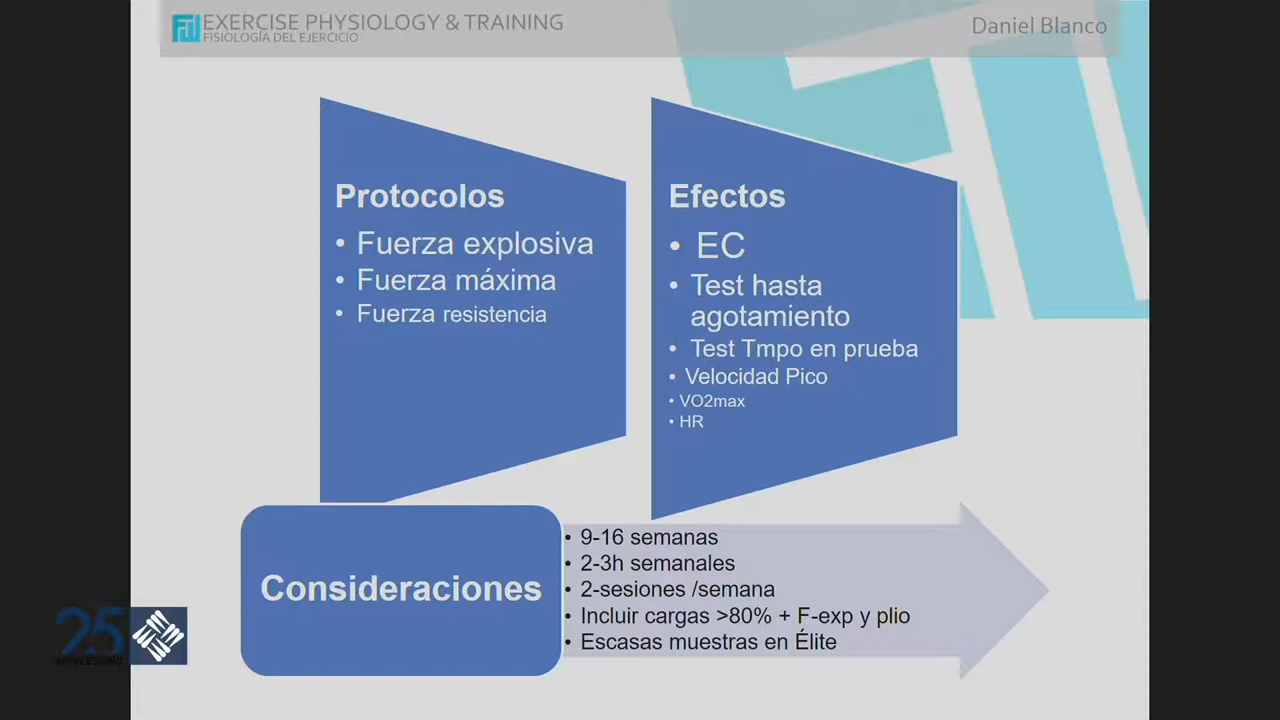 EXERCISE PHYSIOLOGY & TRAINING
FISIOLOGÍA DEL EJERCICIO
Daniel Blanco
Protocolos
• Fuerza explosiva
• Fuerza máxima
• Fuerza resistencia
Efectos
• EC
• Test hasta
agotamiento
• Test Tmpo en prueba
• Velocidad Pico
• VO2max
• HR
Consideraciones
• 9-16 semanas
• 2-3h semanales
• 2-sesiones /semana
• Incluir cargas >80% + F-exp y plio
• Escasas muestras en Élite
25
ANIVERSARIO